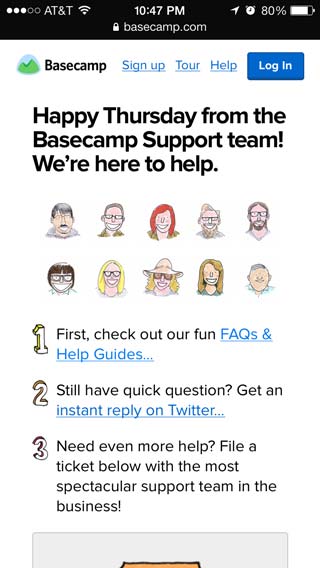 AT&T 10:47 PM 80%
basecamp.com
Basecamp Sign up Tour Help Log In
Happy Thursday from the
Basecamp Support team!
We're here to help.
1 First, check out our fun FAQs &
Help Guides...
2 Still have quick question? Get an
instant reply on Twitter...
3 Need even more help? File a
ticket below with the most
spectacular support team in the
business!